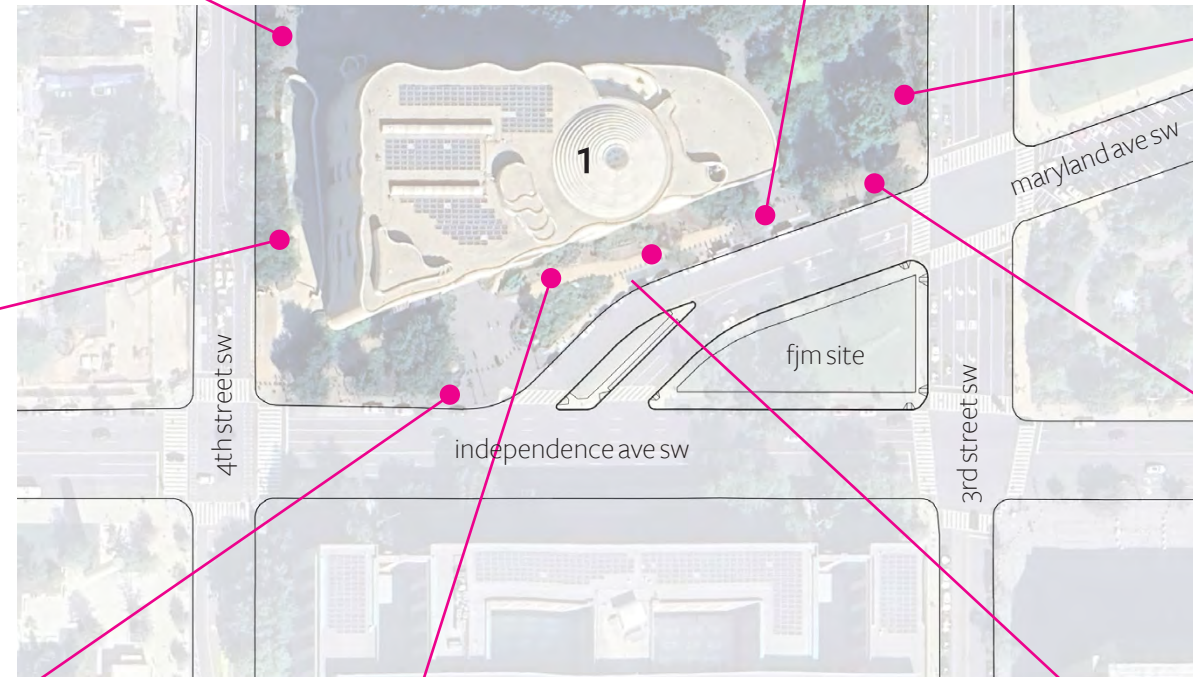 1
maryland ave sw
fjm site
4th street sw
3rd street sw
independence ave sw